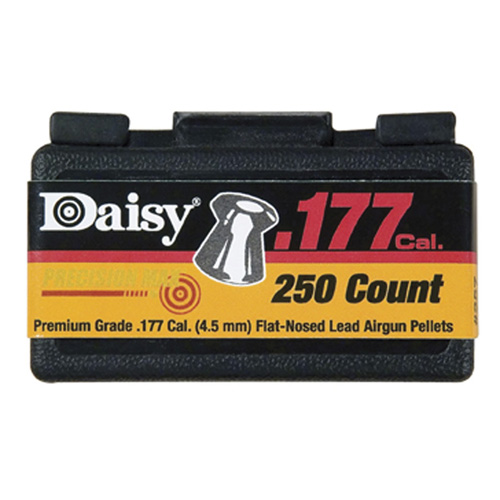 Daisy
.177 Cal.
PRECISION MAX
250 Count
Premium Grade .177 Cal. (4.5 mm) Flat-Nosed Lead Airgun Pellets